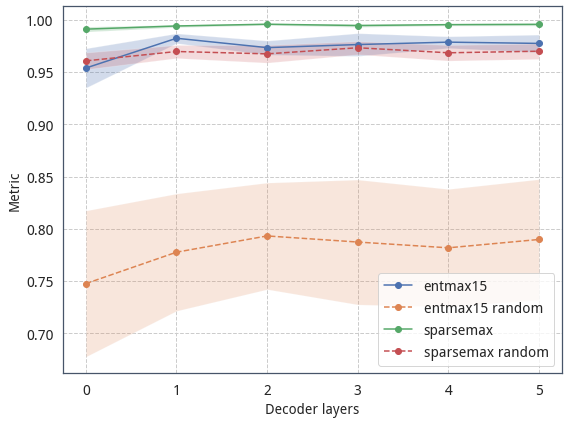 1.00
0.95
0.90
0.85
0.80
0.75
0.70
Metric
0 1 2 3 4 5
Decoder layers
entmax15
entmax15 random
sparsemax
sparsemax random